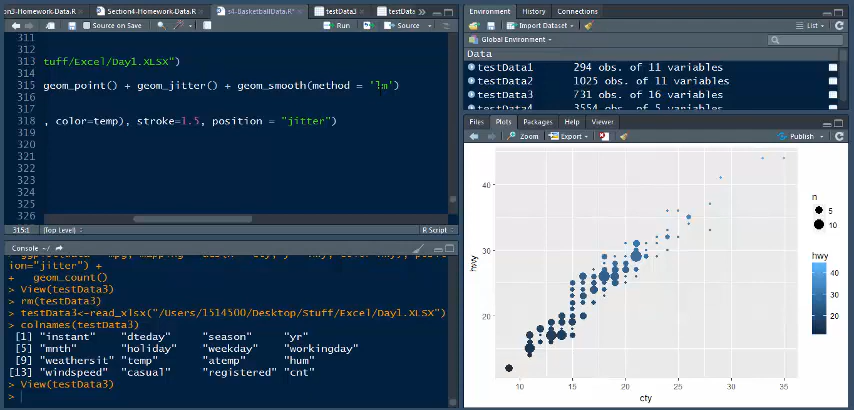 n3-Homework-Data.R
Section4-Homework-Data.R
s4-BasketballData.R*
testData3
testData
Source on Save
Run
Source
311
312
313 tuff/Excel/Day1.XLSX")
314
315 geom_point() + geom_jitter() + geom_smooth(method = 'lm')
316
317
318 , color=temp), stroke=1.5, position = "jitter")
319
320
321
322
323
324
325
326
315:1
(Top Level)
R Script
Console ~/
ion="jitter") +
+ geom_count()
> View(testData3)
> rm(testData3)
> testData3<-read_xlsx("/Users/1514500/Desktop/Stuff/Excel/Day1.XLSX")
> colnames(testData3)
[1] "instant" "dteday" "season" "yr"
[5] "mnth" "holiday" "weekday" "workingday"
[9] "weathersit" "temp" "atemp" "hum"
[13] "windspeed" "casual" "registered" "cnt"
> View(testData3)
>
Environment History Connections
Import Dataset
List
Global Environment
Data
testData1 294 obs. of 11 variables
testData2 1025 obs. of 11 variables
testData3 731 obs. of 16 variables
testData4 3554 obs. of 5 variables
Files Plots Packages Help Viewer
Zoom Export Publish
40
30
20
hwy
10 15 20 25 30 35
cty
n
5
10
hwy
40
30
20